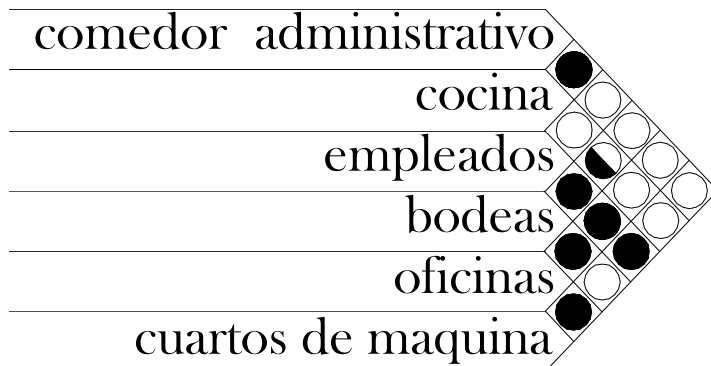 comedor administrativo
cocina
empleados
bodeas
oficinas
cuartos de maquina